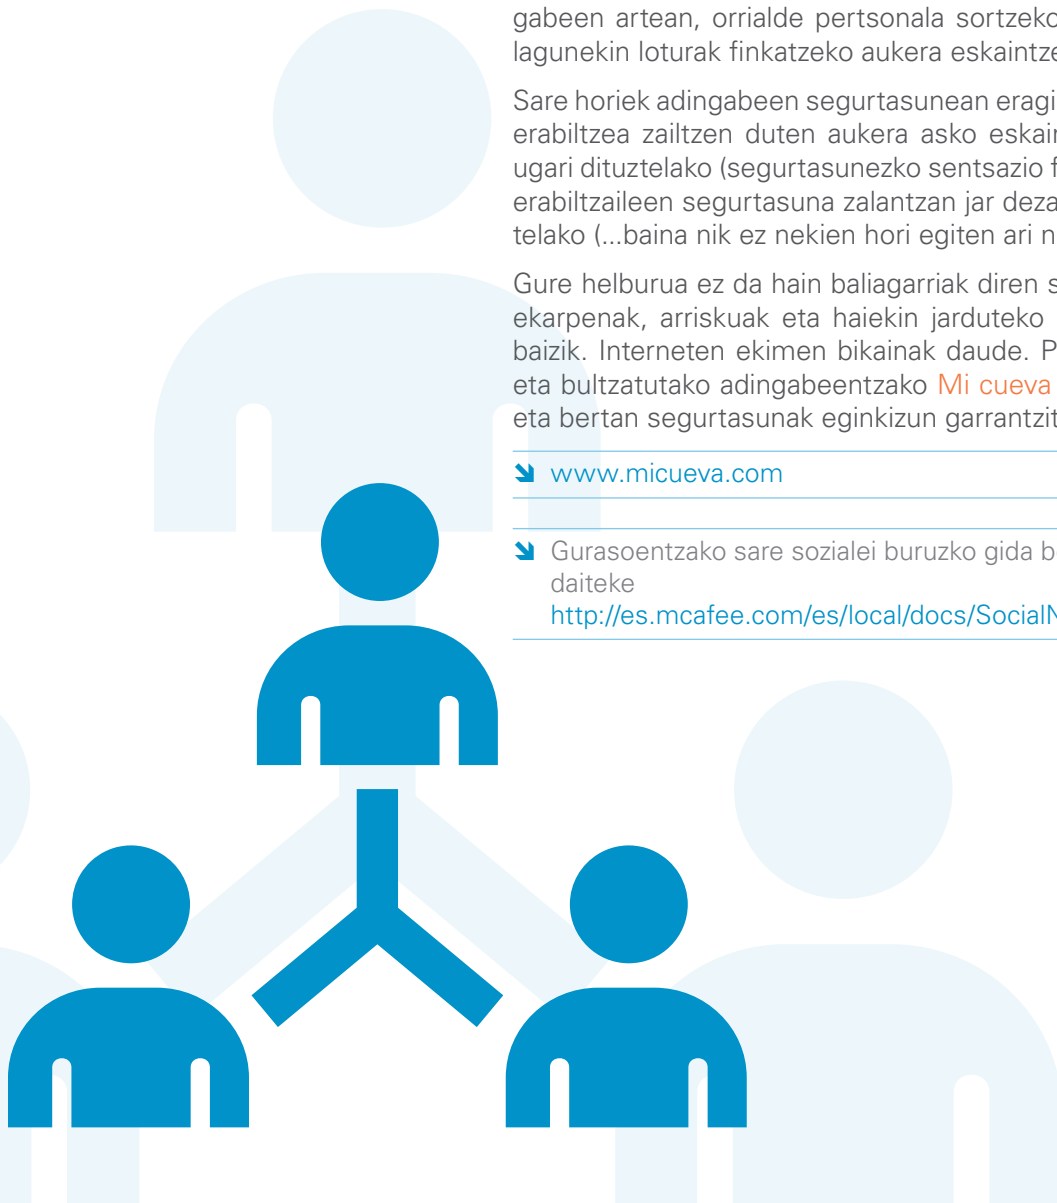 gabeen artean, orrialde pertsonala sortzeko
lagunekin loturak finkatzeko aukera eskaintze
Sare horiek adingabeen segurtasunean eragi
erabiltzea zailtzen duten aukera asko eskain
ugari dituztelako (segurtasunezko sentsazio f
erabiltzaileen segurtasuna zalantzan jar deza
telako (...baina nik ez nekien hori egiten ari n
Gure helburua ez da hain baliagarriak diren s
ekarpenak, arriskuak eta haiekin jarduteko
baizik. Interneten ekimen bikainak daude. P
eta bultzatutako adingabeentzako Mi cueva
eta bertan segurtasunak eginkizun garrantzit
www.micueva.com
Gurasoentzako sare sozialei buruzko gida b
daiteke
http://es.mcafee.com/es/local/docs/SocialN